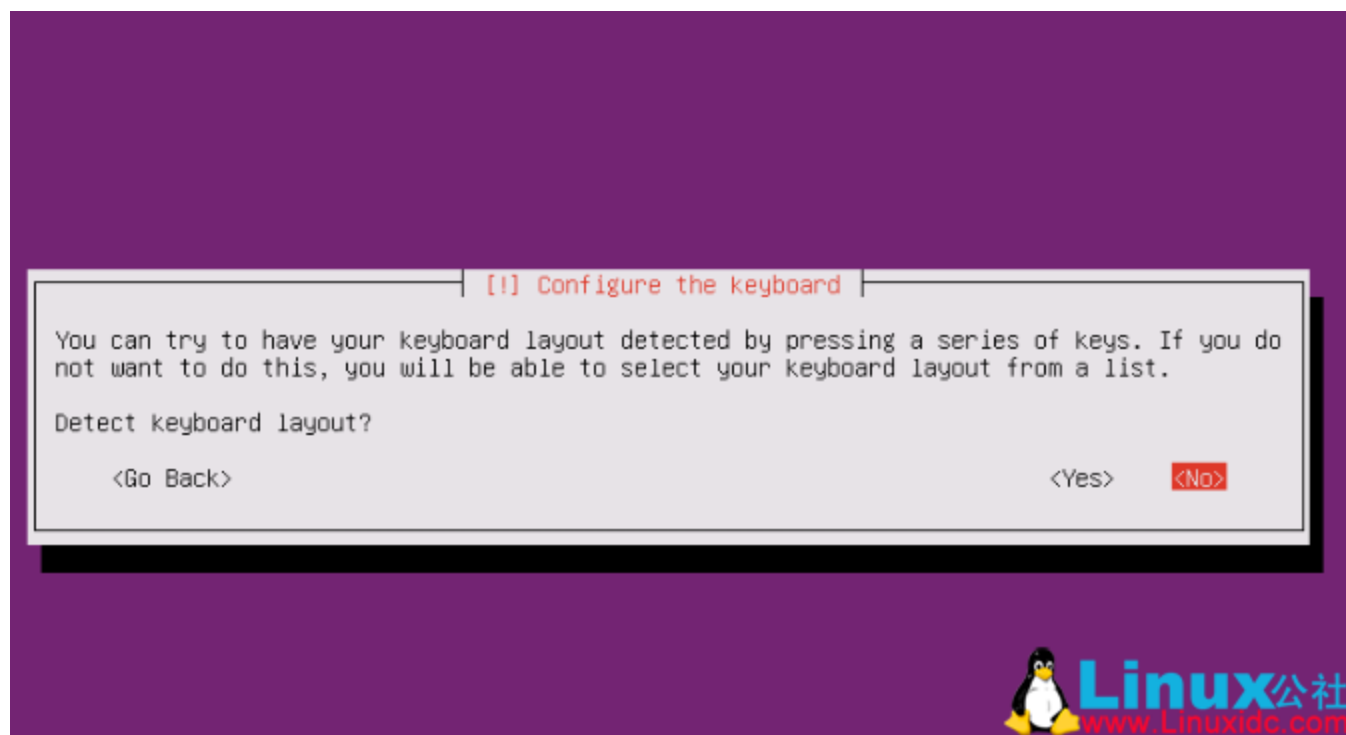 [!] Configure the keyboard
You can try to have your keyboard layout detected by pressing a series of keys. If you do
not want to do this, you will be able to select your keyboard layout from a list.
Detect keyboard layout?
<Go Back> <Yes> <No>
Linux公社
www.Linuxidc.com